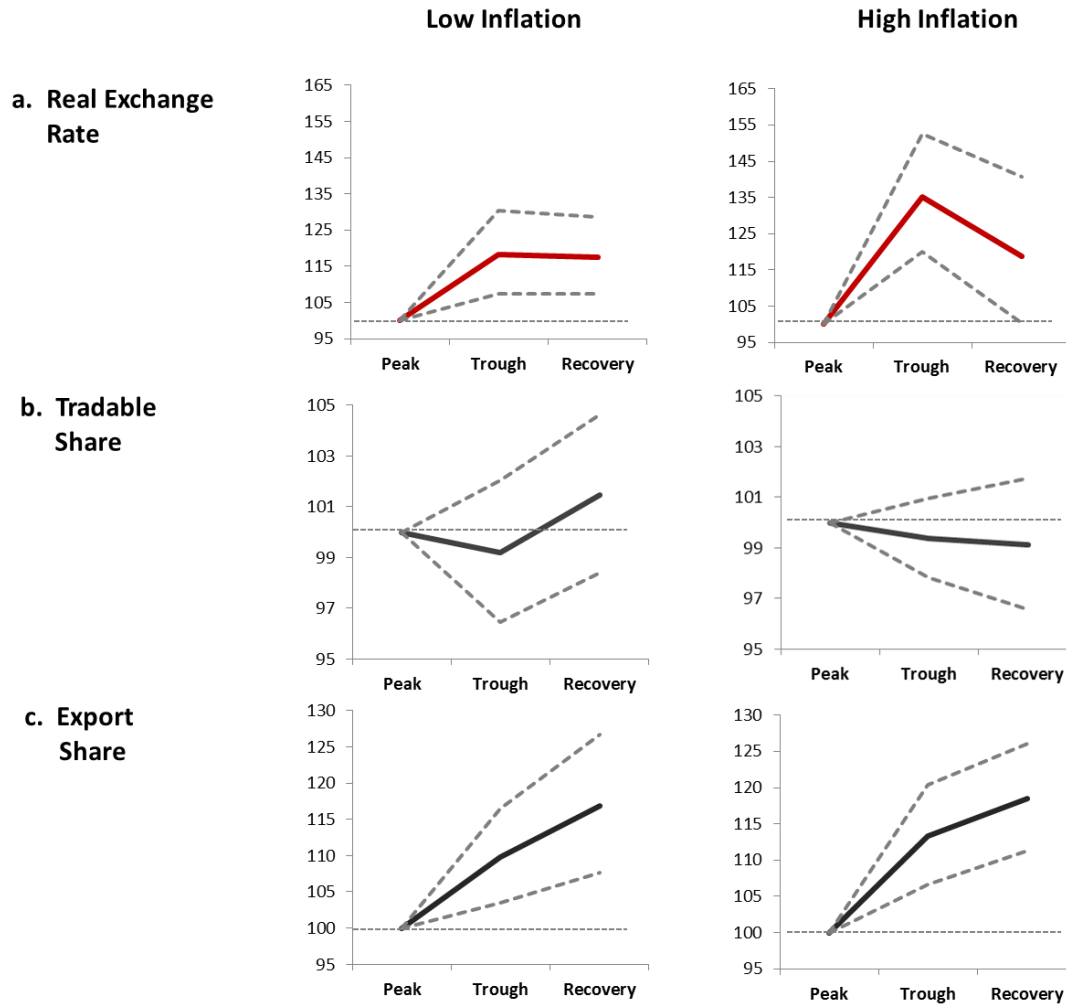 Low Inflation
High Inflation
a. Real Exchange
Rate
165
155
145
135
125
115
105
95
Peak
Trough
Recovery
165
155
145
135
125
115
105
95
Peak
Trough
Recovery
b. Tradable
Share
105
103
101
99
97
95
Peak
Trough
Recovery
105
103
101
99
97
95
Peak
Trough
Recovery
c. Export
Share
130
125
120
115
110
105
100
95
Peak
Trough
Recovery
130
125
120
115
110
105
100
95
Peak
Trough
Recovery